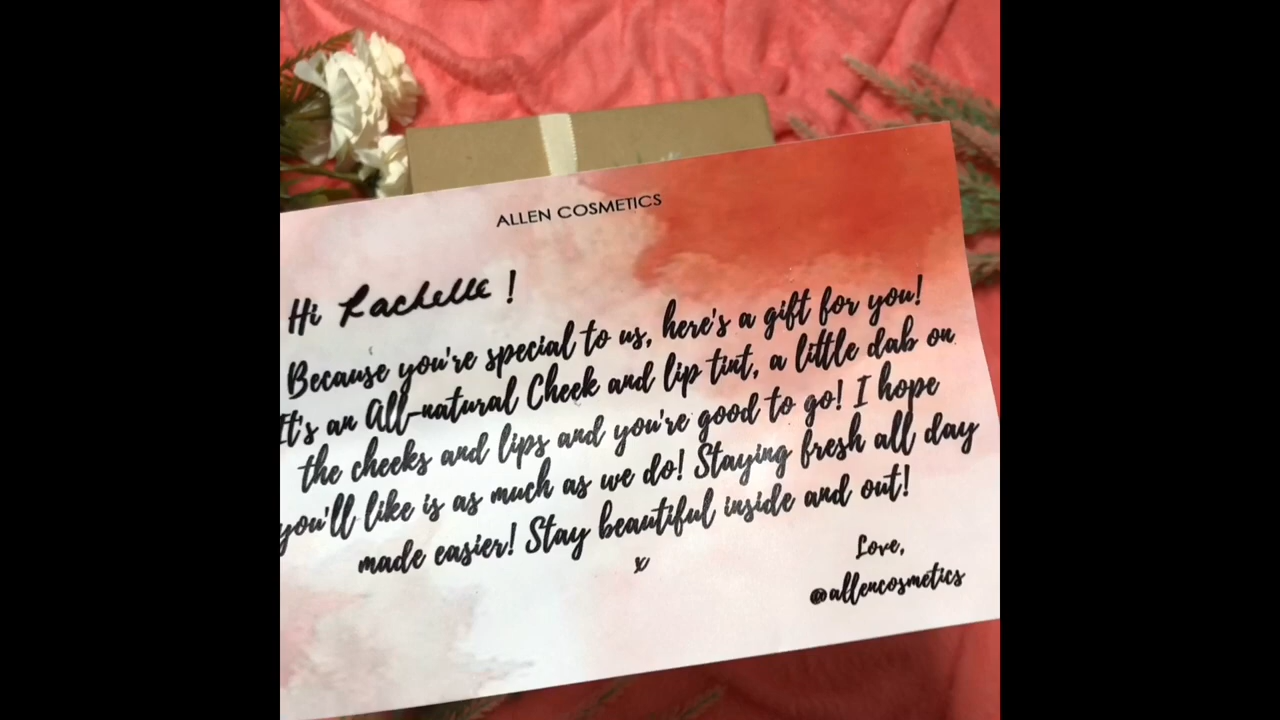 ALLEN COSMETICS
Hi Rachelle !
Because you're special to us, here's a gift for you!
It's an All-natural Cheek and lip tint, a little dab on
the cheeks and lips and you're good to go! I hope
you'll like is as much as we do! Staying fresh all day
made easier! Stay beautiful inside and out!
x
Love,
@allencosmetics